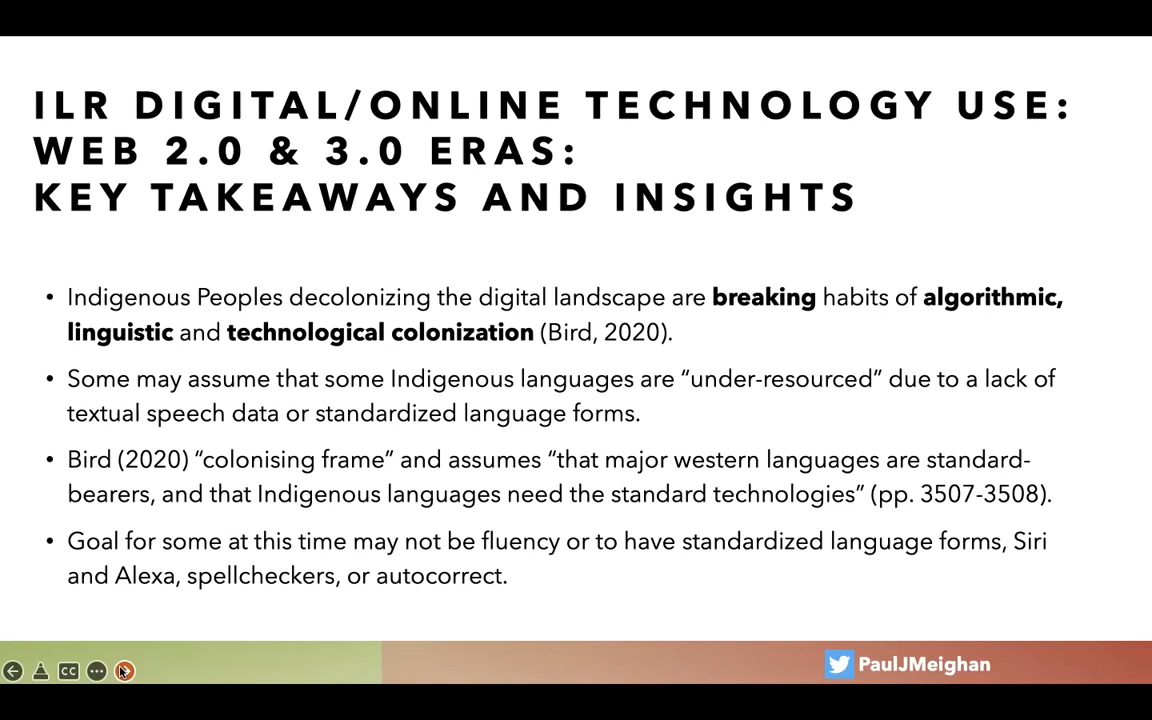 ILR DIGITAL/ONLINE TECHNOLOGY USE:
WEB 2.0 & 3.0 ERAS:
KEY TAKEAWAYS AND INSIGHTS
• Indigenous Peoples decolonizing the digital landscape are breaking habits of algorithmic,
linguistic and technological colonization (Bird, 2020).
• Some may assume that some Indigenous languages are “under-resourced” due to a lack of
textual speech data or standardized language forms.
• Bird (2020) “colonising frame” and assumes “that major western languages are standard-
bearers, and that Indigenous languages need the standard technologies” (pp. 3507-3508).
• Goal for some at this time may not be fluency or to have standardized language forms, Siri
and Alexa, spellcheckers, or autocorrect.
CC
PaulJMeighan